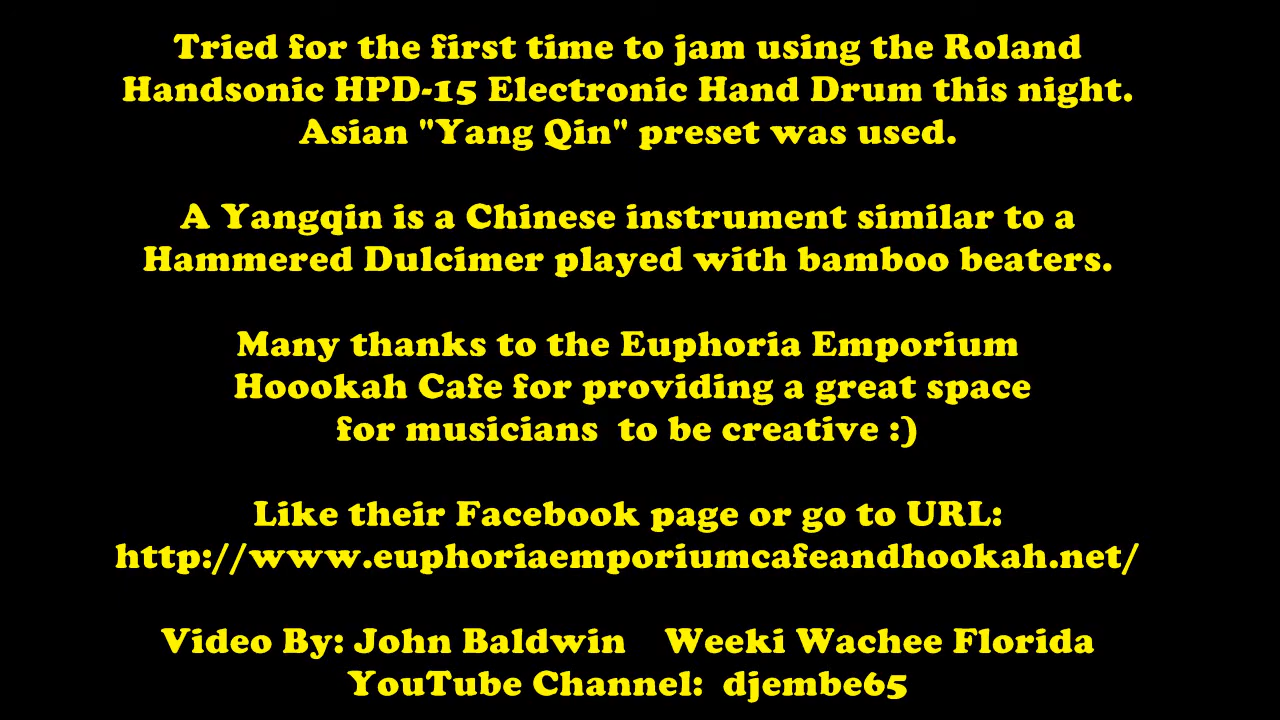 Tried for the first time to jam using the Roland
Handsonic HPD-15 Electronic Hand Drum this night.
Asian "Yang Qin" preset was used.
A Yangqin is a Chinese instrument similar to a
Hammered Dulcimer played with bamboo beaters.
Many thanks to the Euphoria Emporium
Hoookah Cafe for providing a great space
for musicians  to be creative :)
Like their Facebook page or go to URL:
http://www.euphoriaemporiumcafeandhookah.net/
Video By: John Baldwin    Weeki Wachee Florida
YouTube Channel:  djembe65